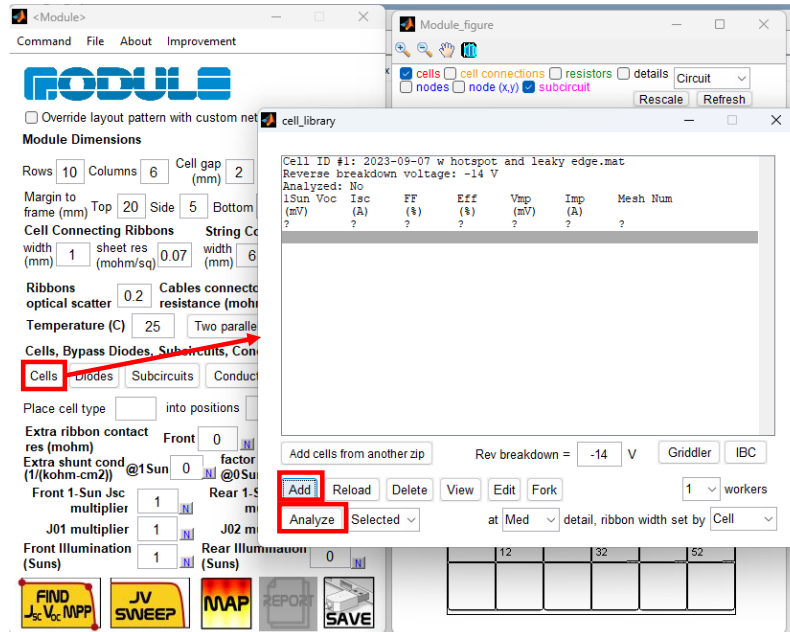 <Module>
Command File About Improvement
MODULE
Override layout pattern with custom net
Module Dimensions
Rows 10 Columns 6 Cell gap (mm) 2
Margin to frame (mm) Top 20 Side 5 Bottom
Cell Connecting Ribbons String Co
width (mm) 1 sheet res (mohm/sq) 0.07 width (mm) 6
Ribbons optical scatter 0.2 Cables connecto
resistance (mohm
Temperature (C) 25 Two paralle
Cells, Bypass Diodes, Subcircuits, Con
Cells Diodes Subcircuits Conduct
Place cell type into positions
Extra ribbon contact res (mohm) Front 0 N
Extra shunt cond (1/(kohm-cm2)) @1Sun 0 N factor @0Su
Front 1-Sun Jsc multiplier 1 N Rear 1-S
m
J01 multiplier 1 N J02 m
Front Illumination (Suns) 1 N Rear Illumination (Suns) 0 N
FIND Jsc Voc MPP
JV SWEEP
MAP
REPORT
SAVE
Module_figure
cells cell connections resistors details Circuit
nodes node (x,y) subcircuit
Rescale Refresh
cell_library
Cell ID #1: 2023-09-07 w hotspot and leaky edge.mat
Reverse breakdown voltage: -14 V
Analyzed: No
1Sun Voc Isc FF Eff Vmp Imp Mesh Num
(mV) (A) (%) (%) (mV) (A)
? ? ? ? ? ? ?
Add cells from another zip Rev breakdown = -14 V Griddler IBC
Add Reload Delete View Edit Fork 1 workers
Analyze Selected at Med detail, ribbon width set by Cell
12 32 52